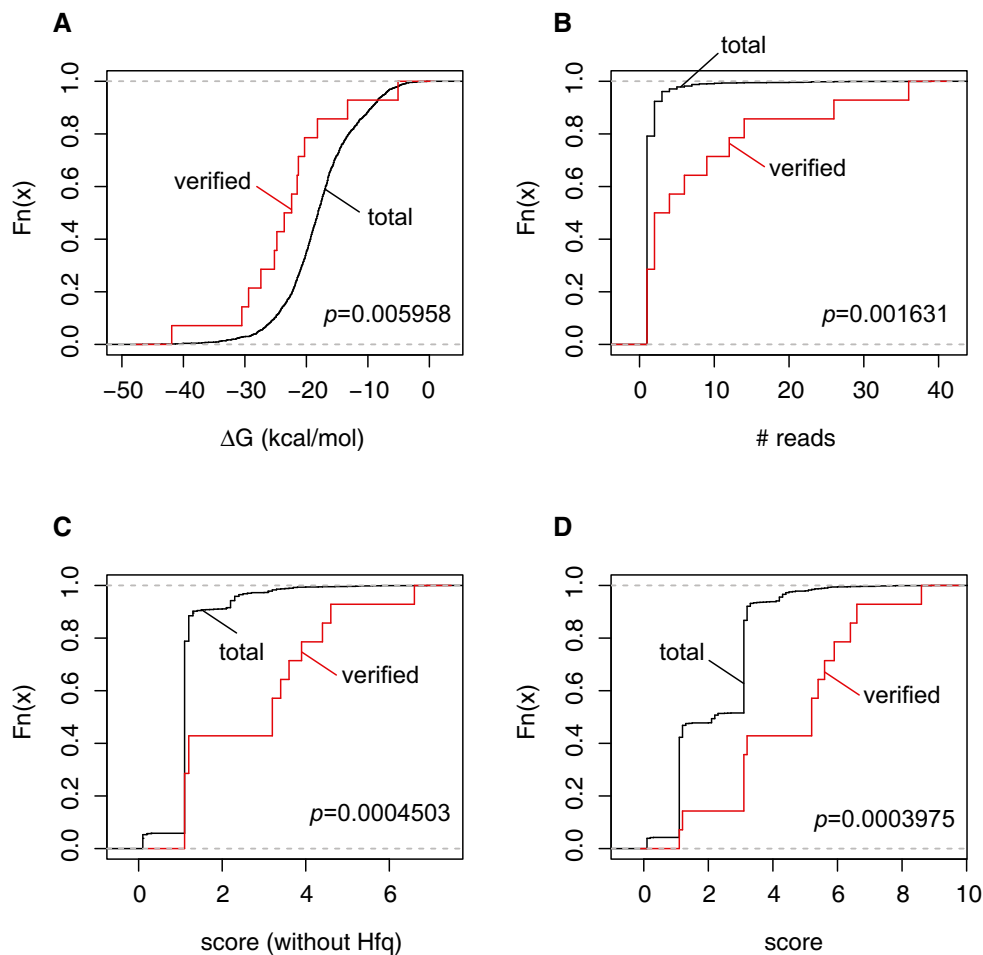 A
Fn(x)
0.0 0.2 0.4 0.6 0.8 1.0
verified
total
p=0.005958
−50 −40 −30 −20 −10 0
ΔG (kcal/mol)
B
total
Fn(x)
0.0 0.2 0.4 0.6 0.8 1.0
verified
p=0.001631
0 10 20 30 40
# reads
C
Fn(x)
0.0 0.2 0.4 0.6 0.8 1.0
total
verified
p=0.0004503
0 2 4 6
score (without Hfq)
D
Fn(x)
0.0 0.2 0.4 0.6 0.8 1.0
total
verified
p=0.0003975
0 2 4 6 8 10
score